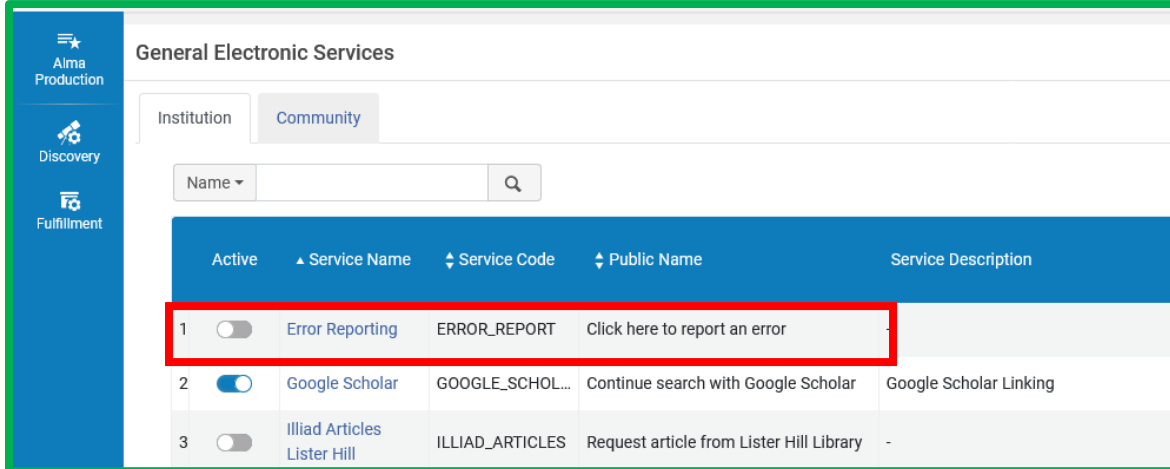 Alma
Production
Discovery
Fulfillment
General Electronic Services
Institution Community
Name
Active Service Name Service Code Public Name Service Description
1 Error Reporting ERROR_REPORT Click here to report an error -
2 Google Scholar GOOGLE_SCHOL... Continue search with Google Scholar Google Scholar Linking
3 Illiad Articles Lister Hill ILLIAD_ARTICLES Request article from Lister Hill Library -